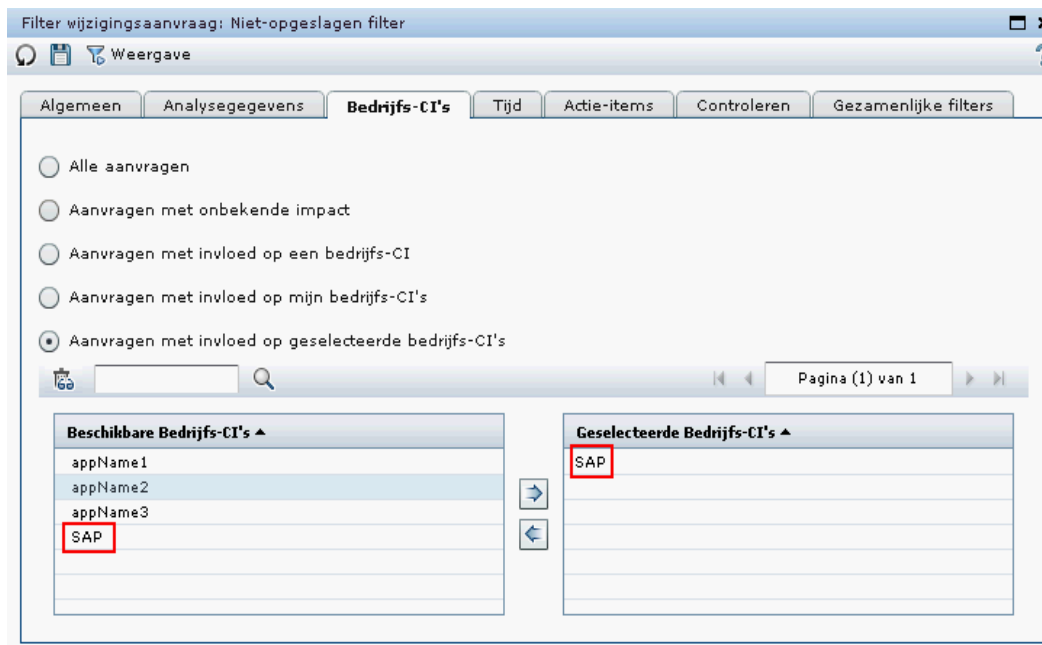 Filter wijzigingsaanvraag: Niet-opgeslagen filter
Weergave
Algemeen Analysegegevens Bedrijfs-CI's Tijd Actie-items Controleren Gezamenlijke filters
Alle aanvragen
Aanvragen met onbekende impact
Aanvragen met invloed op een bedrijfs-CI
Aanvragen met invloed op mijn bedrijfs-CI's
Aanvragen met invloed op geselecteerde bedrijfs-CI's
Pagina (1) van 1
Beschikbare Bedrijfs-CI's Geselecteerde Bedrijfs-CI's
appName1 SAP
appName2
appName3
SAP